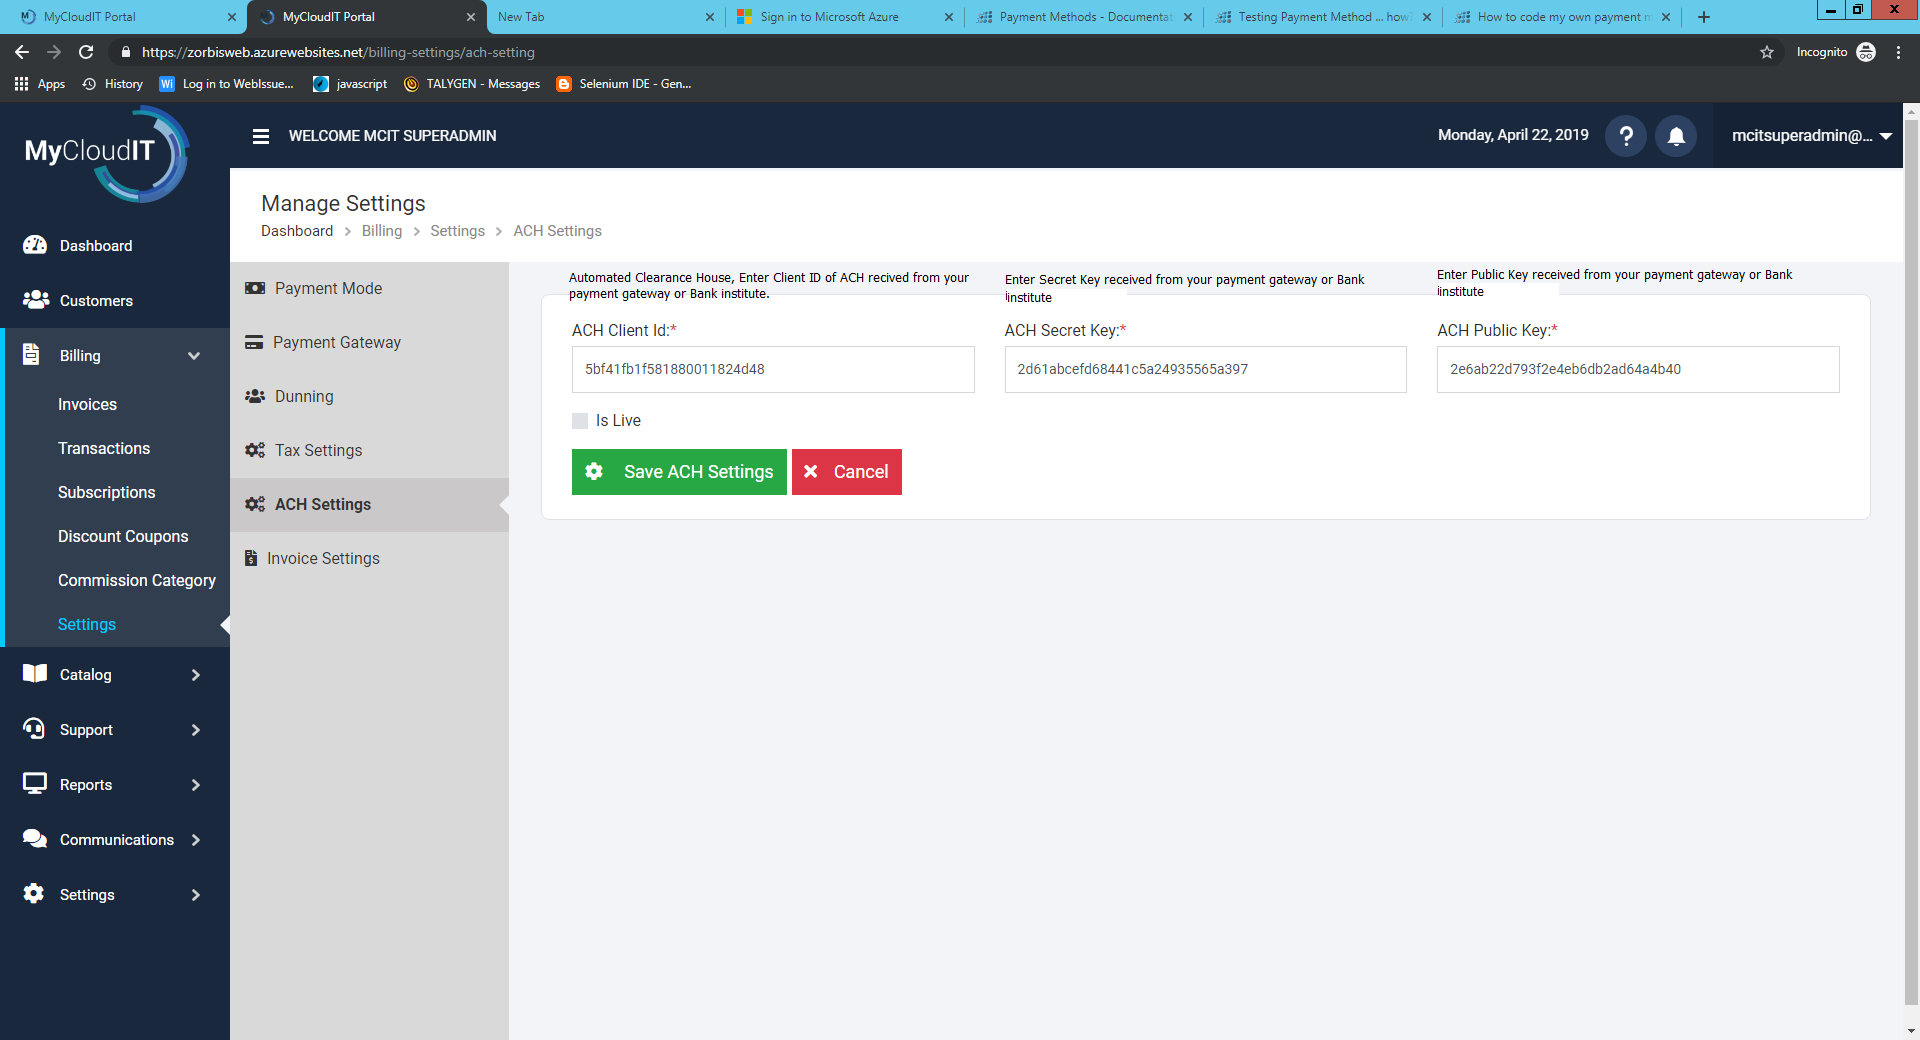 MyCloudIT Portal
MyCloudIT Portal
New Tab
Sign in to Microsoft Azure
Payment Methods - Documentat
Testing Payment Method ... how?
How to code my own payment m
https://zorbisweb.azurewebsites.net/billing-settings/ach-setting
Incognito
Apps
History
Wi
Log in to WebIssue...
javascript
TALYGEN - Messages
Selenium IDE - Gen...
MyCloudIT
WELCOME MCIT SUPERADMIN
Monday, April 22, 2019
?
mcitsuperadmin@...
Manage Settings
Dashboard > Billing > Settings > ACH Settings
Dashboard
Customers
Billing
Invoices
Transactions
Subscriptions
Discount Coupons
Commission Category
Settings
Catalog
Support
Reports
Communications
Settings
Payment Mode
Payment Gateway
Dunning
Tax Settings
ACH Settings
Invoice Settings
Automated Clearance House, Enter Client ID of ACH recived from your
payment gateway or Bank institute.
Enter Secret Key received from your payment gateway or Bank
institute
Enter Public Key received from your payment gateway or Bank
institute
ACH Client Id:*
ACH Secret Key:*
ACH Public Key:*
5bf41fb1f581880011824d48
2d61abcefd68441c5a24935565a397
2e6ab22d793f2e4eb6db2ad64a4b40
Is Live
Save ACH Settings
Cancel